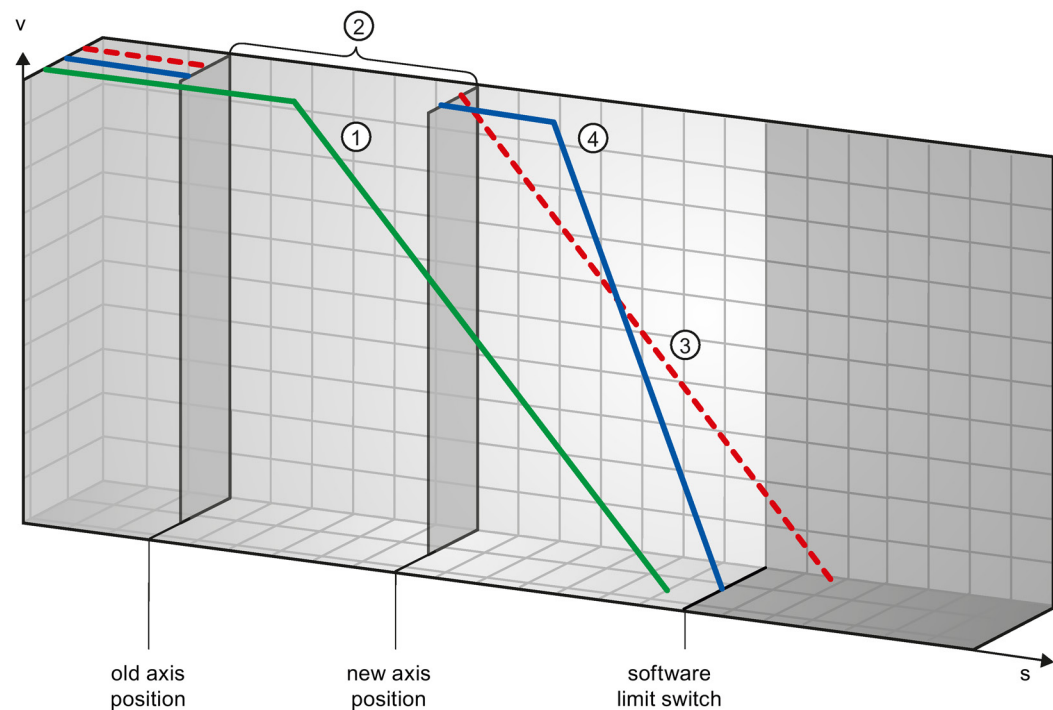 v
2
1
4
3
old axis
position
new axis
position
software
limit switch
s